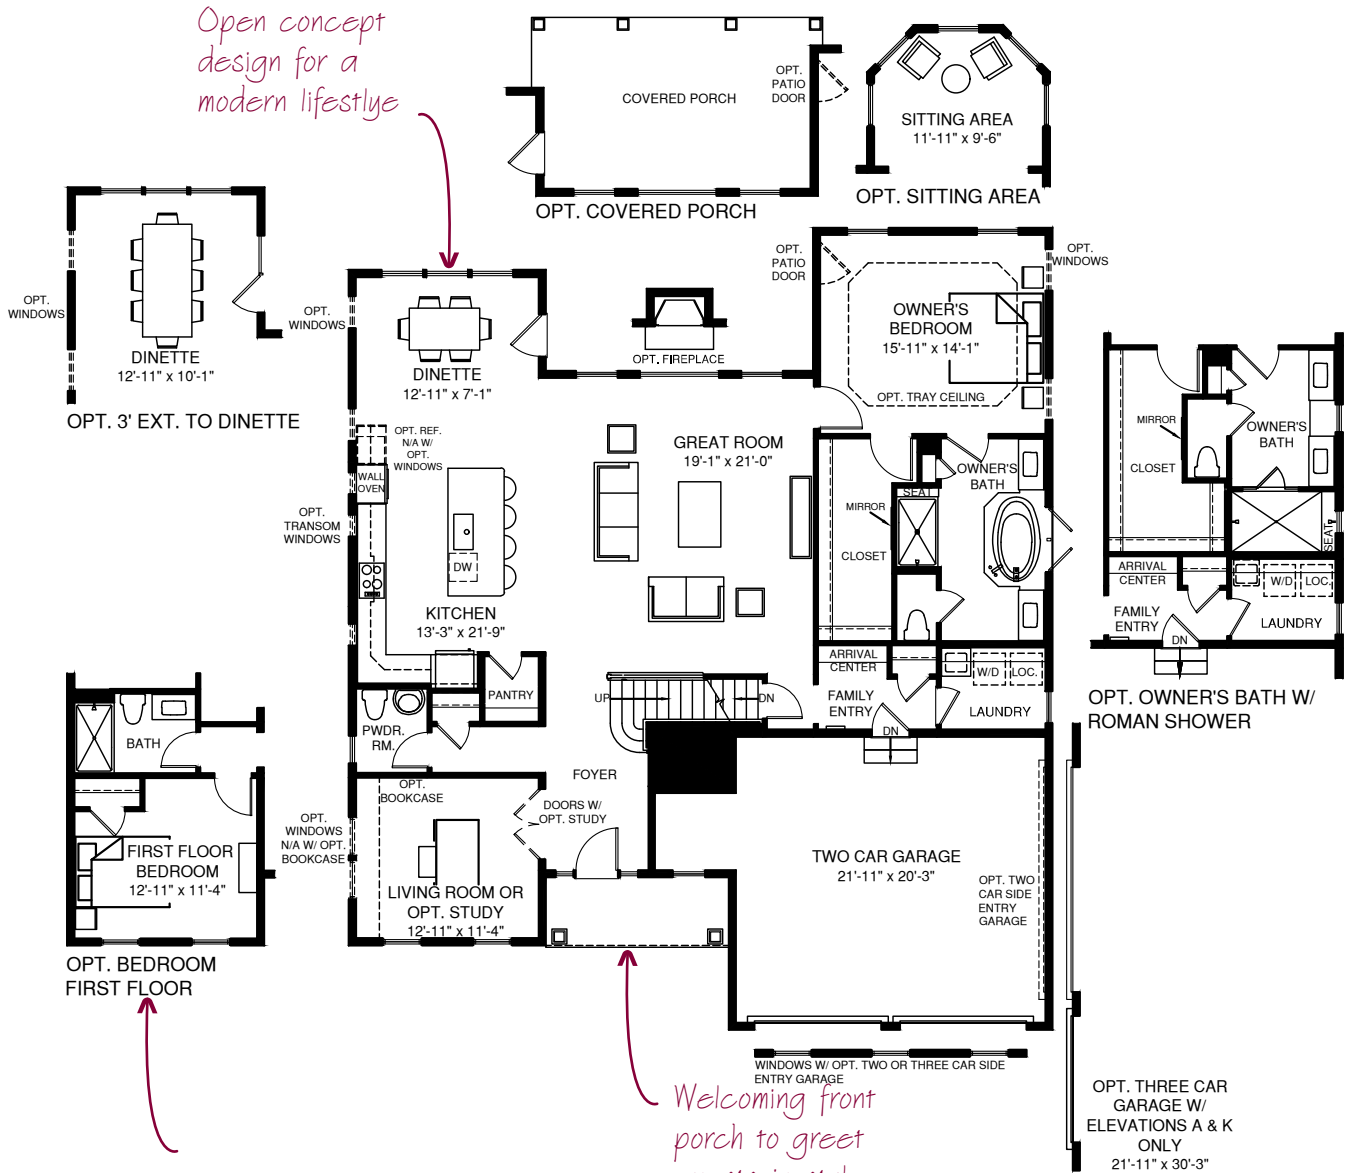 Open concept
design for a
modern lifestlye
COVERED PORCH
OPT.
PATIO
DOOR
OPT. COVERED PORCH
SITTING AREA
11'-11" x 9'-6"
OPT. SITTING AREA
OPT.
WINDOWS
DINETTE
12'-11" x 10'-1"
OPT. 3' EXT. TO DINETTE
OPT.
WINDOWS
DINETTE
12'-11" x 7'-1"
OPT. FIREPLACE
OPT.
PATIO
DOOR
OPT.
WINDOWS
OWNER'S
BEDROOM
15'-11" x 14'-1"
OPT. TRAY CEILING
OPT. REF.
N/A W/
OPT.
WINDOWS
WALL
OVEN
OPT.
TRANSOM
WINDOWS
DW
KITCHEN
13'-3" x 21'-9"
GREAT ROOM
19'-1" x 21'-0"
OWNER'S
BATH
SEAT
MIRROR
CLOSET
ARRIVAL
CENTER
FAMILY
ENTRY
W/D
LOC.
LAUNDRY
DN
MIRROR
CLOSET
OWNER'S
BATH
SEAT
ARRIVAL
CENTER
FAMILY
ENTRY
W/D
LOC.
LAUNDRY
DN
OPT. OWNER'S BATH W/
ROMAN SHOWER
PANTRY
PWDR.
RM.
UP
DN
FOYER
DOORS W/
OPT. STUDY
OPT.
BOOKCASE
OPT.
WINDOWS
N/A W/ OPT.
BOOKCASE
LIVING ROOM OR
OPT. STUDY
12'-11" x 11'-4"
BATH
FIRST FLOOR
BEDROOM
12'-11" x 11'-4"
OPT. BEDROOM
FIRST FLOOR
TWO CAR GARAGE
21'-11" x 20'-3"
OPT. TWO
CAR SIDE
ENTRY
GARAGE
WINDOWS W/ OPT. TWO OR THREE CAR SIDE
ENTRY GARAGE
OPT. THREE CAR
GARAGE W/
ELEVATIONS A & K
ONLY
21'-11" x 30'-3"
Welcoming front
porch to greet